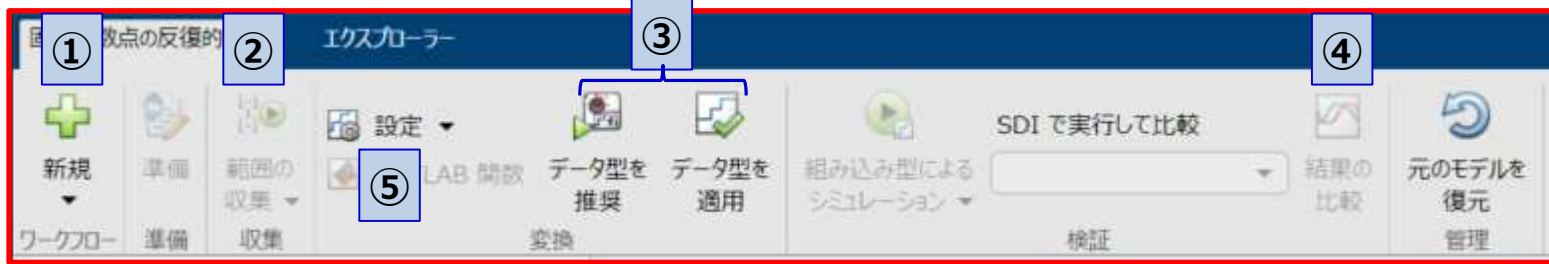 ① ② ③ ④
数点の反復的 エクスプローラー
設定
SDI で実行して比較
新規 準備 範囲の収集 ⑤ LAB 関数 データ型を推奨 データ型を適用 組み込み型によるシミュレーション 結果の比較 元のモデルを復元
ワークフロー 準備 収集 変換 検証 管理